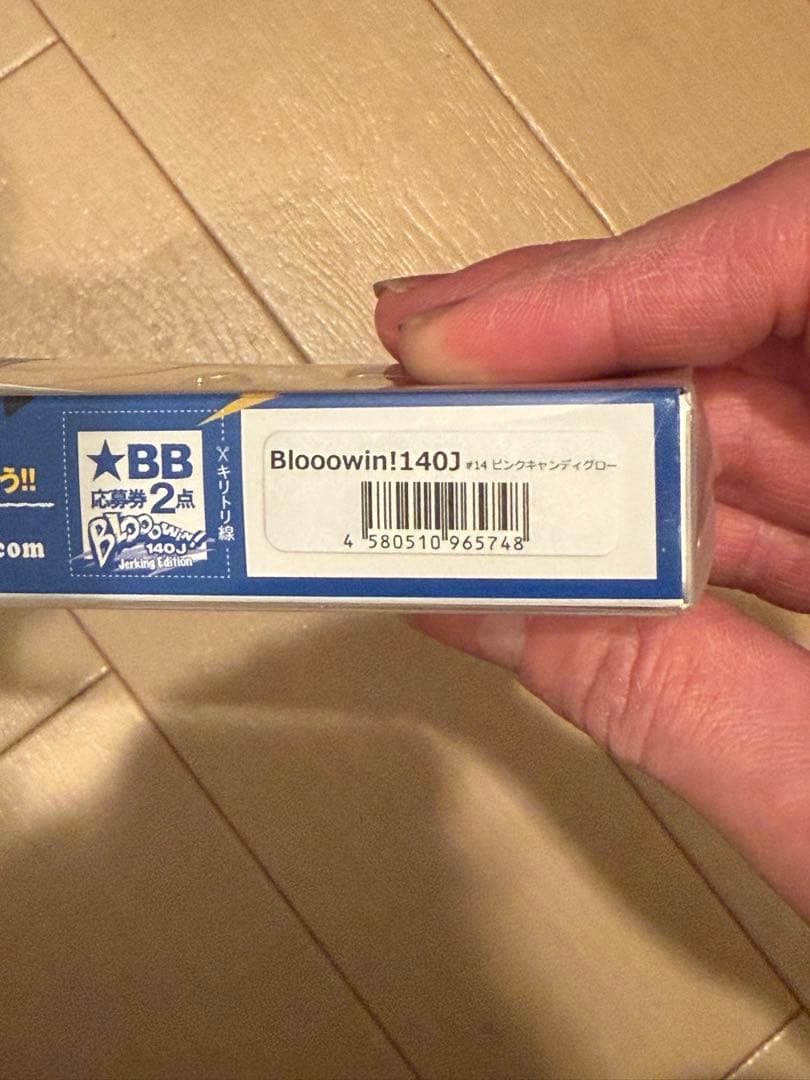 う!!
.com
★BB
応募券2点
BLOOOWIN!!
140J
Jerking Edition
キリトリ線
Blooowin!140J #14 ピンクキャンディグロー
4 580510 965748